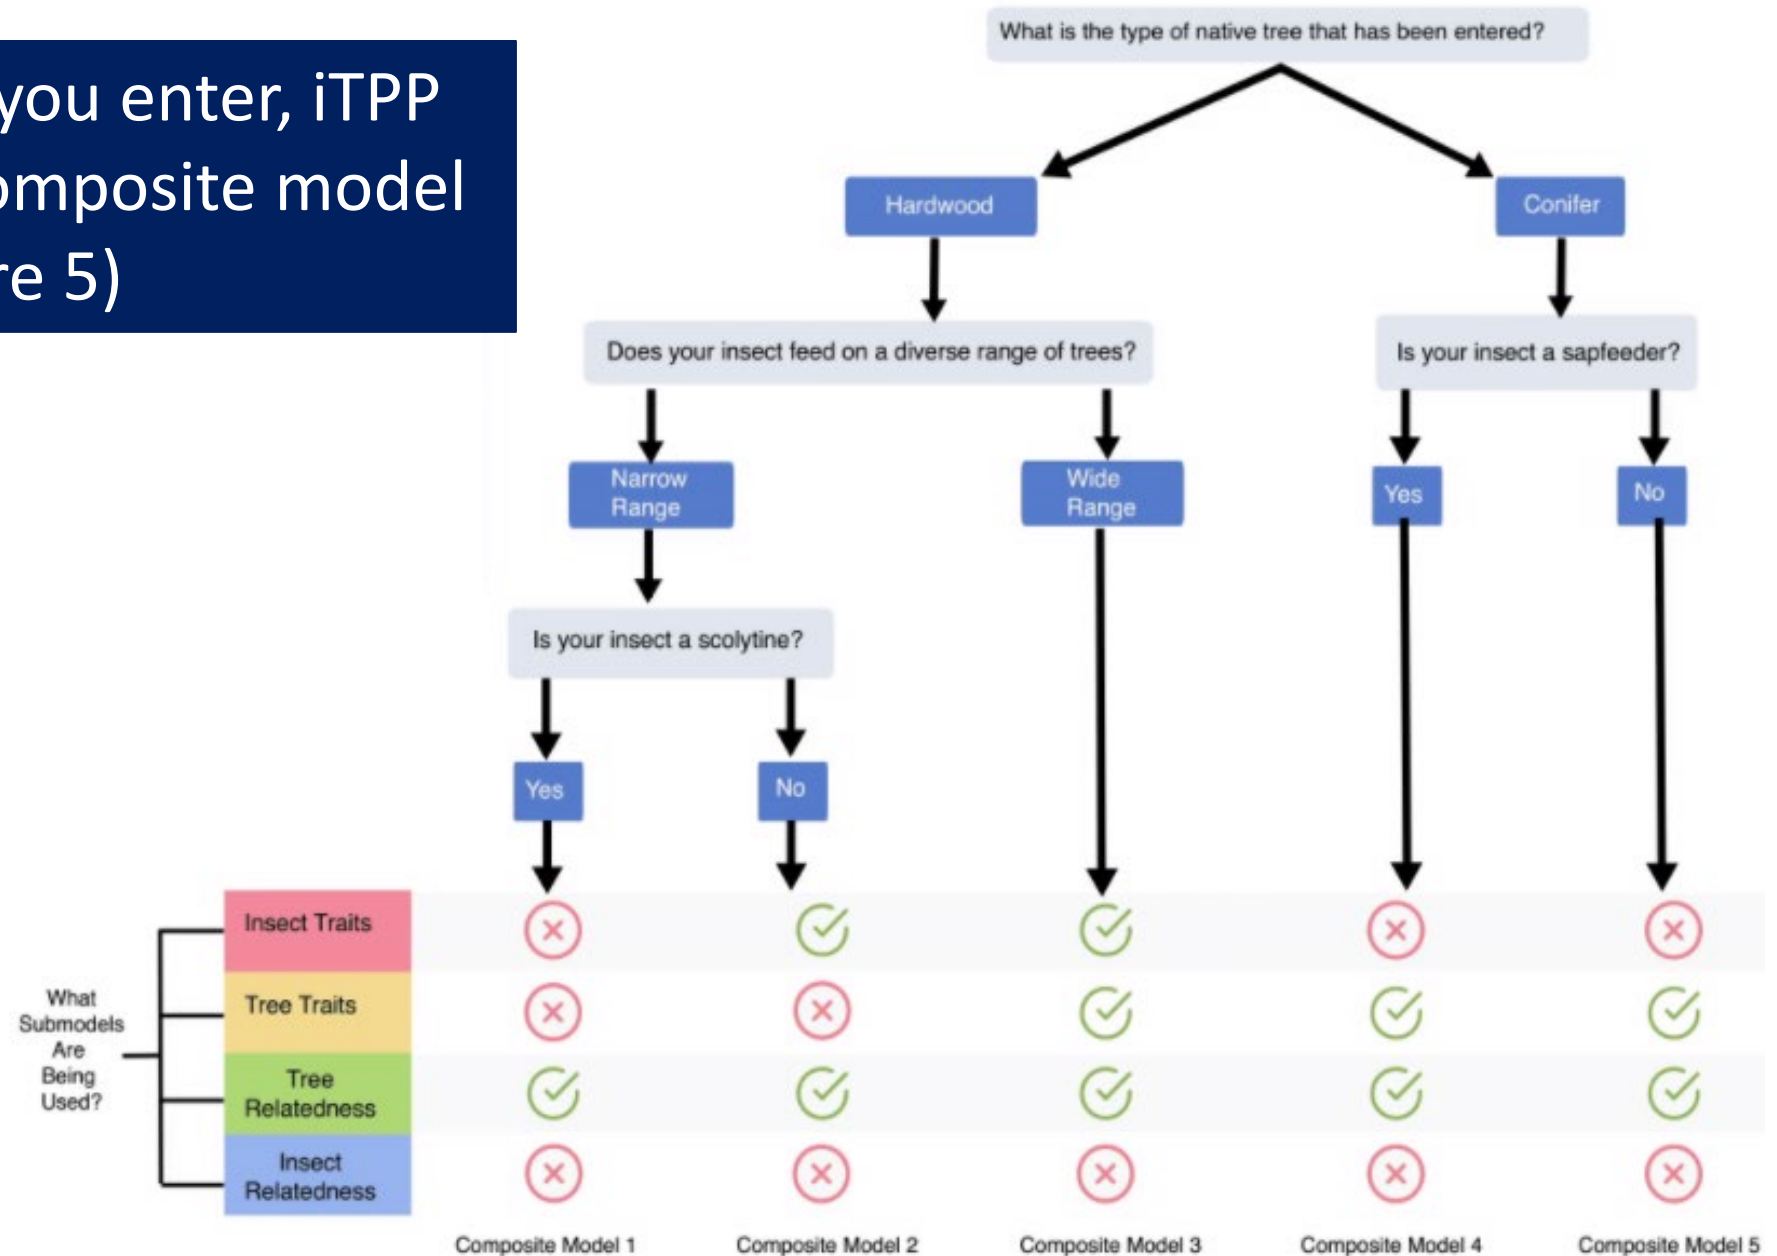 you enter, iTPP
omposite model
re 5)
What is the type of native tree that has been entered?
Hardwood
Conifer
Does your insect feed on a diverse range of trees?
Is your insect a sapfeeder?
Narrow
Range
Wide
Range
Yes
No
Is your insect a scolytine?
Yes
No
What
Submodels
Are
Being
Used?
Insect Traits
Tree Traits
Tree
Relatedness
Insect
Relatedness
Composite Model 1
Composite Model 2
Composite Model 3
Composite Model 4
Composite Model 5